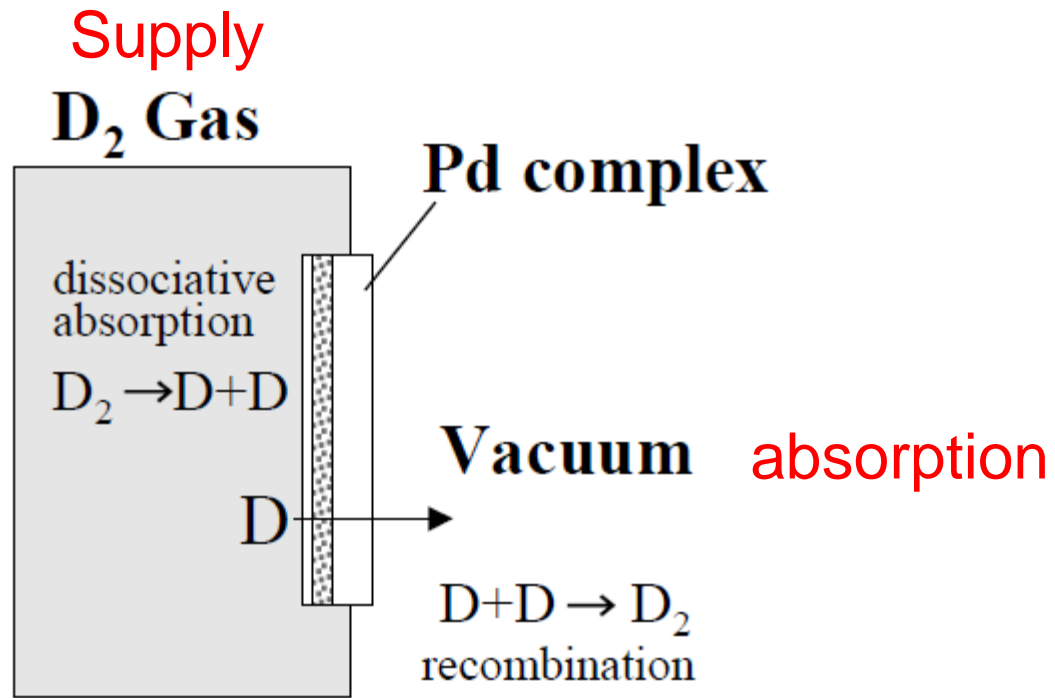 Supply
D₂ Gas
Pd complex
dissociative
absorption
D₂ →D+D
Vacuum
absorption
D
D+D → D₂
recombination